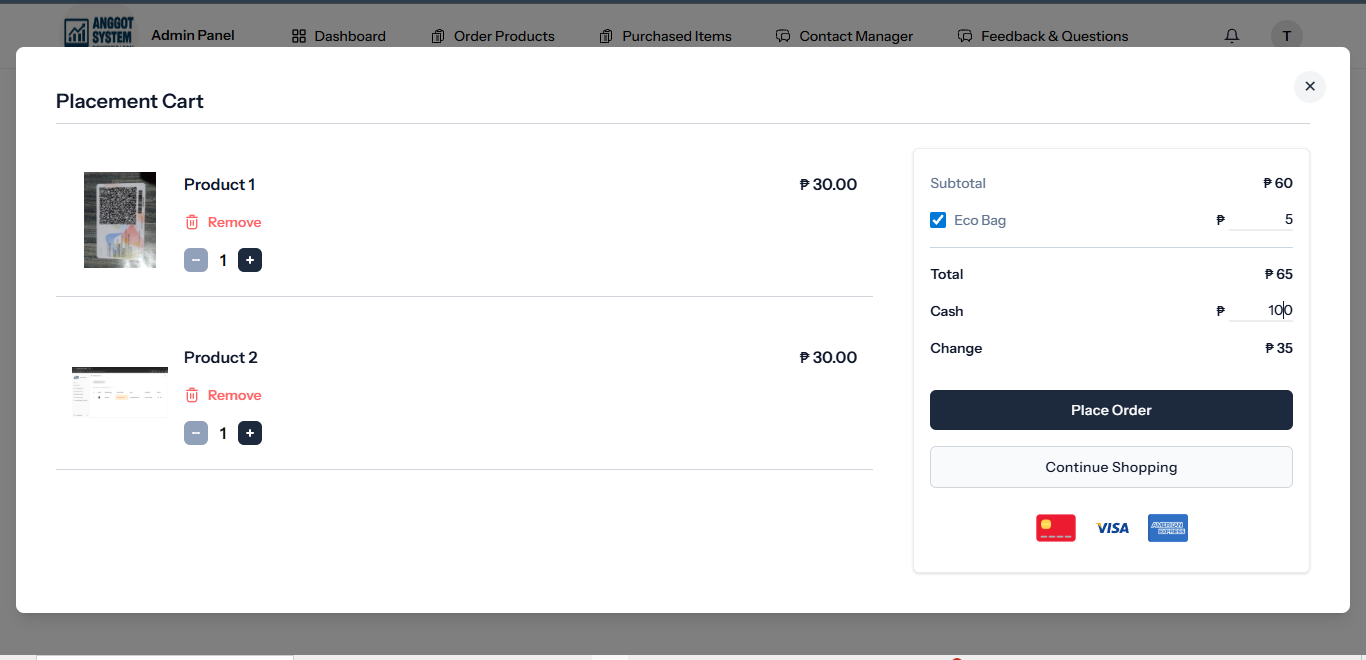 ANGGOT
SYSTEM
Admin Panel
Dashboard
Order Products
Purchased Items
Contact Manager
Feedback & Questions
T
Placement Cart
Product 1
₱ 30.00
Remove
1
Product 2
₱ 30.00
Remove
1
Subtotal ₱ 60
Eco Bag ₱ 5
Total ₱ 65
Cash ₱ 100
Change ₱ 35
Place Order
Continue Shopping
VISA
AMERICAN
EXPRESS